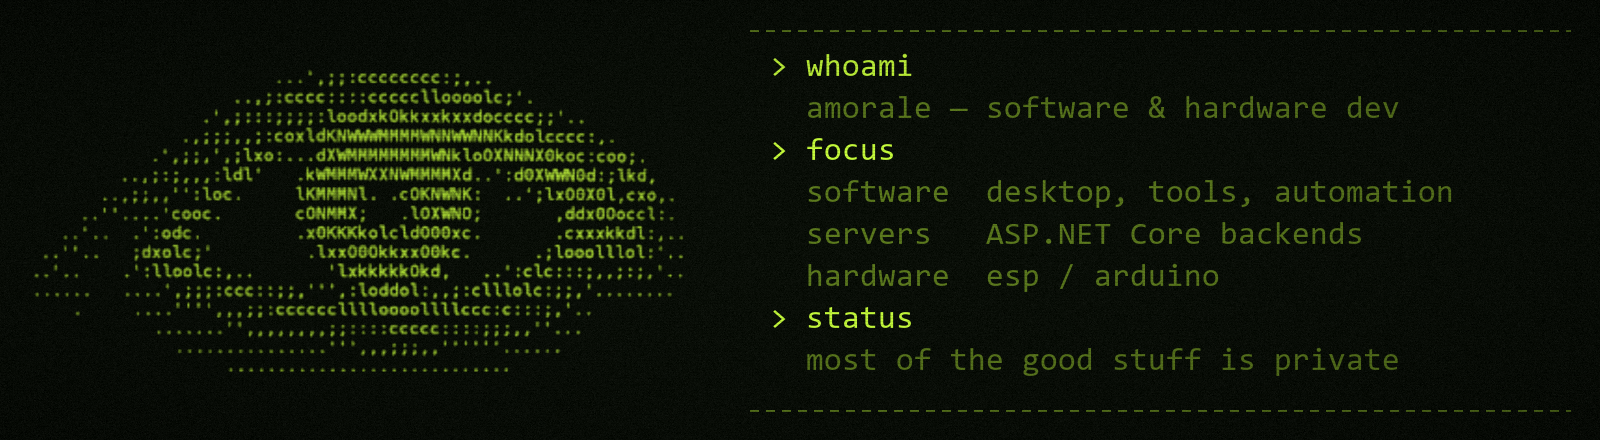 > whoami
amorale — software & hardware dev
> focus
software  desktop, tools, automation
servers   ASP.NET Core backends
hardware  esp / arduino
> status
most of the good stuff is private